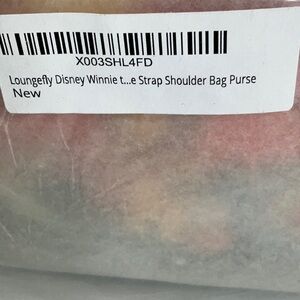 X003SHL4FD
Loungefly Disney Winnie t...e Strap Shoulder Bag Purse
New